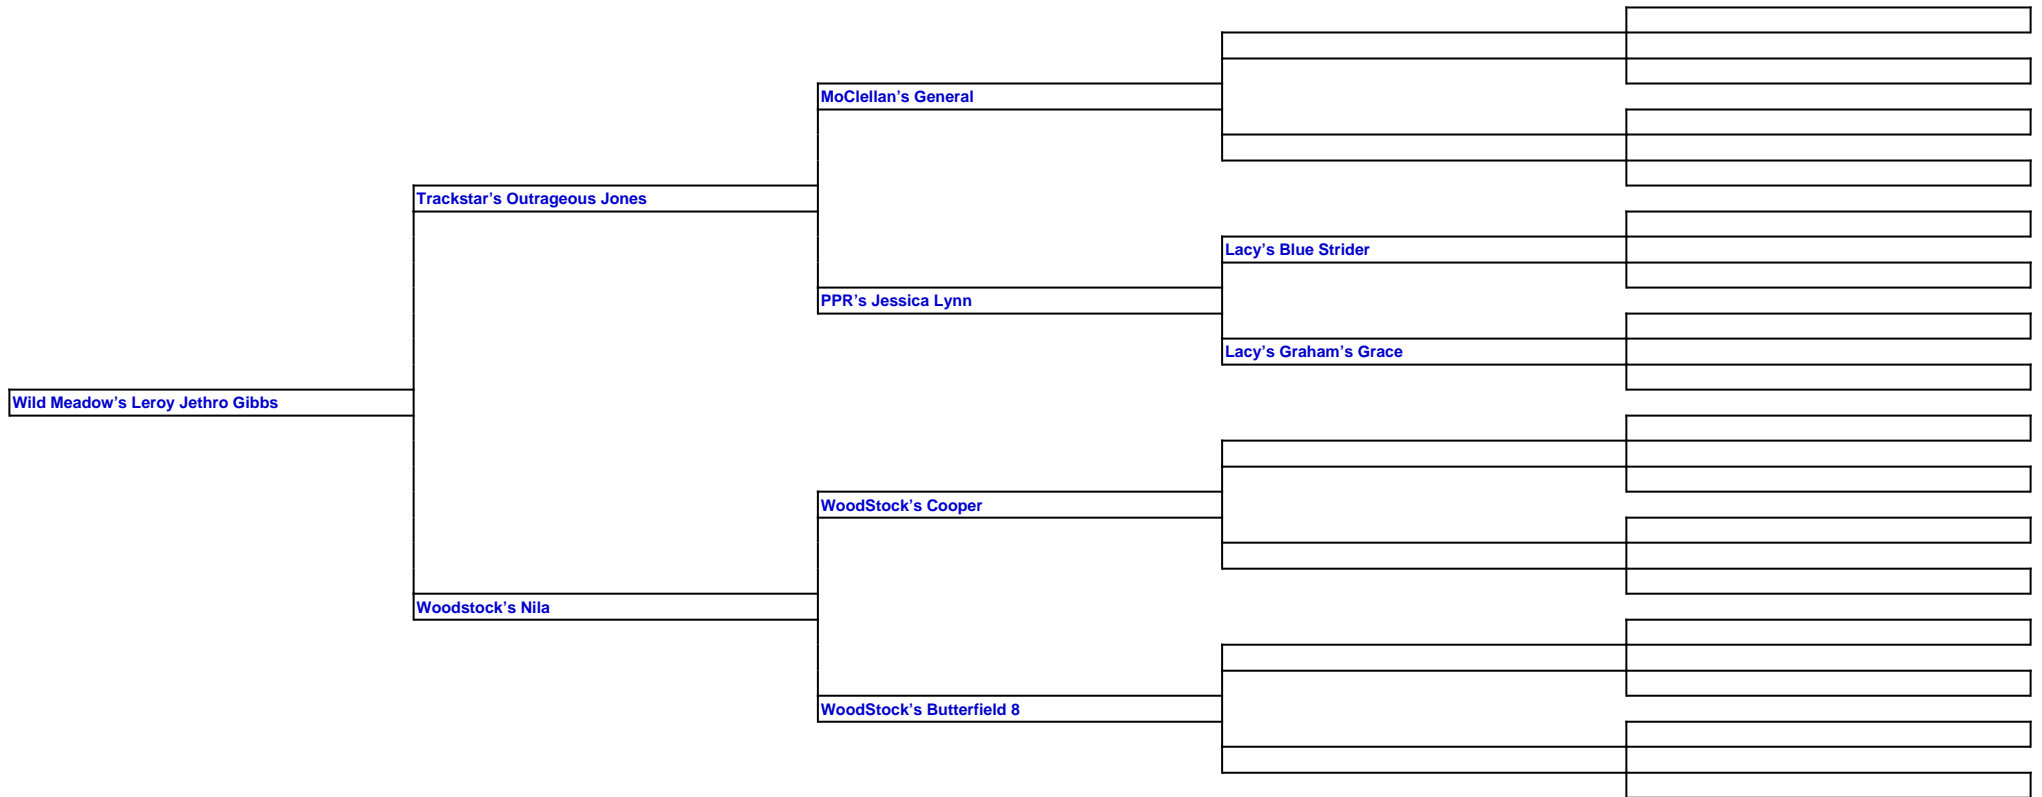 MoClellan’s General
Trackstar’s Outrageous Jones
Lacy’s Blue Strider
PPR’s Jessica Lynn
Lacy’s Graham’s Grace
Wild Meadow’s Leroy Jethro Gibbs
WoodStock’s Cooper
Woodstock’s Nila
WoodStock’s Butterfield 8